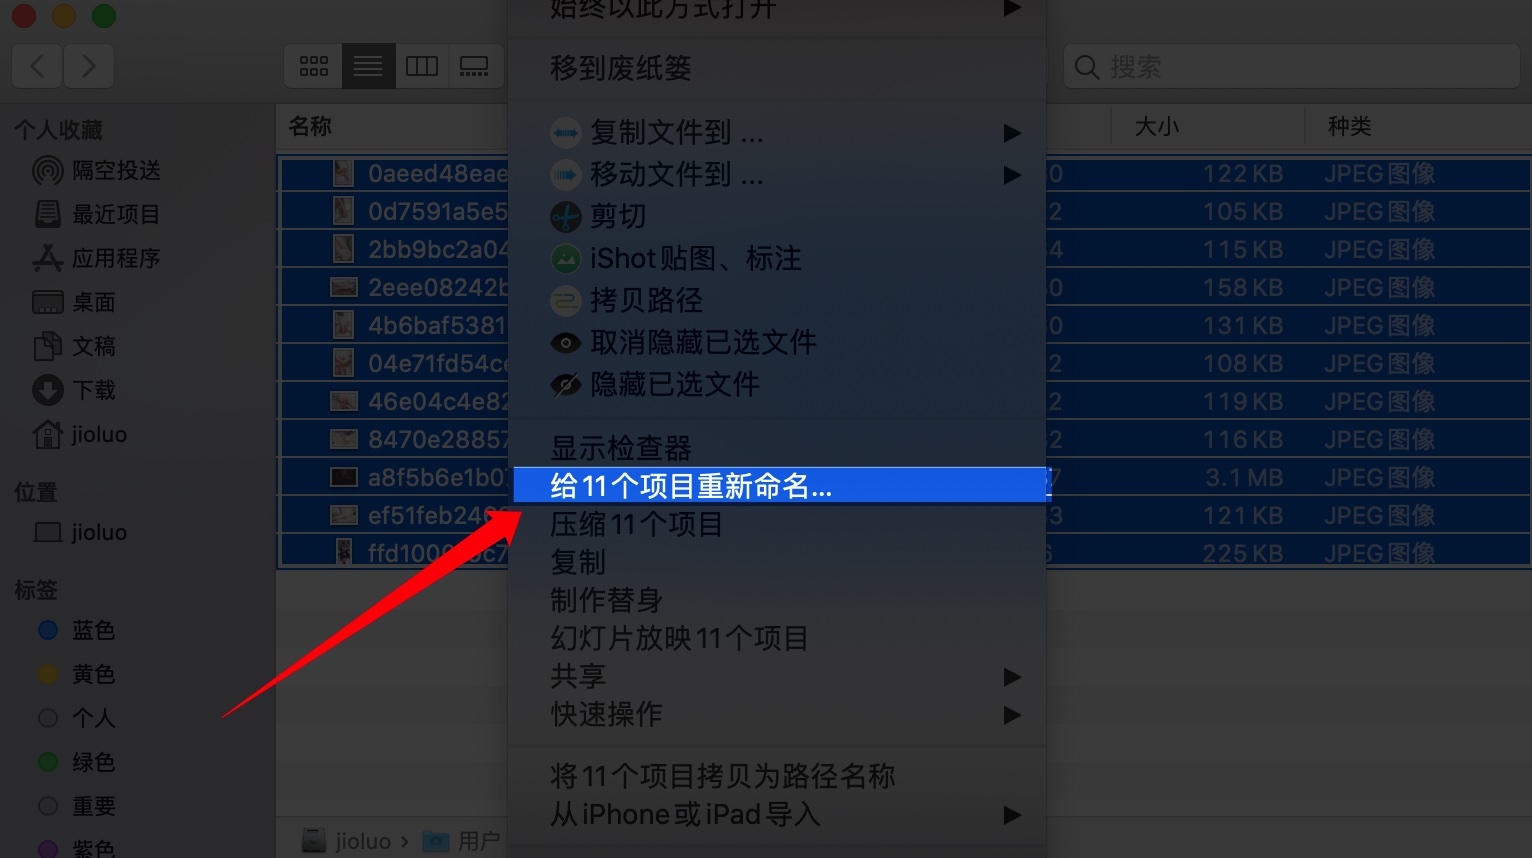 始终以此方式打开
移到废纸篓
搜索
个人收藏
隔空投送
最近项目
应用程序
桌面
文稿
下载
jioluo
位置
jioluo
标签
蓝色
黄色
个人
绿色
重要
紫色
名称
大小
种类
0aeed48eae
0 122 KB JPEG图像
0d7591a5e5
2 105 KB JPEG图像
2bb9bc2a04
4 115 KB JPEG图像
2eee08242b
0 158 KB JPEG图像
4b6baf5381
0 131 KB JPEG图像
04e71fd54ce
2 108 KB JPEG图像
46e04c4e82
2 119 KB JPEG图像
8470e28857
2 116 KB JPEG图像
a8f5b6e1b0
7 3.1 MB JPEG图像
ef51feb246
3 121 KB JPEG图像
ffd100
c7
6 225 KB JPEG图像
复制文件到 ...
移动文件到 ...
剪切
iShot贴图、标注
拷贝路径
取消隐藏已选文件
隐藏已选文件
显示检查器
给11个项目重新命名...
压缩11个项目
复制
制作替身
幻灯片放映11个项目
共享
快速操作
将11个项目拷贝为路径名称
从iPhone或iPad导入
jioluo › 用户